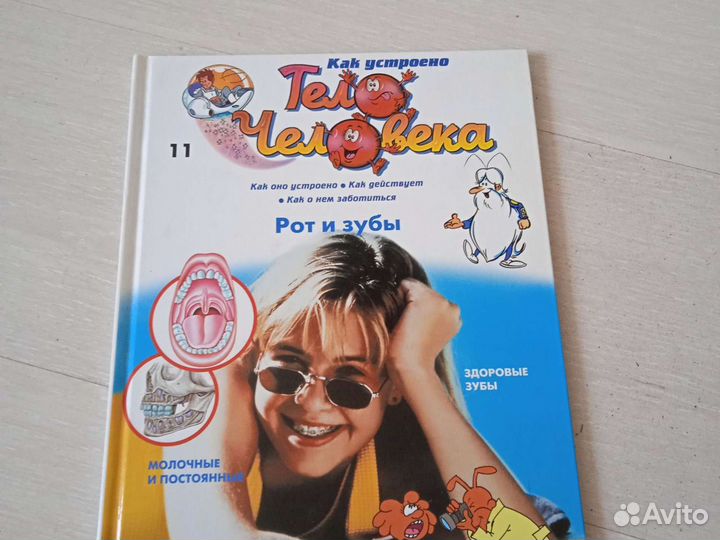 Как устроено
Тело
Человека
11
Как оно устроено • Как действует
• Как о нем заботиться
Рот и зубы
ЗДОРОВЫЕ
ЗУБЫ
МОЛОЧНЫЕ
И ПОСТОЯННЫЕ
Avito